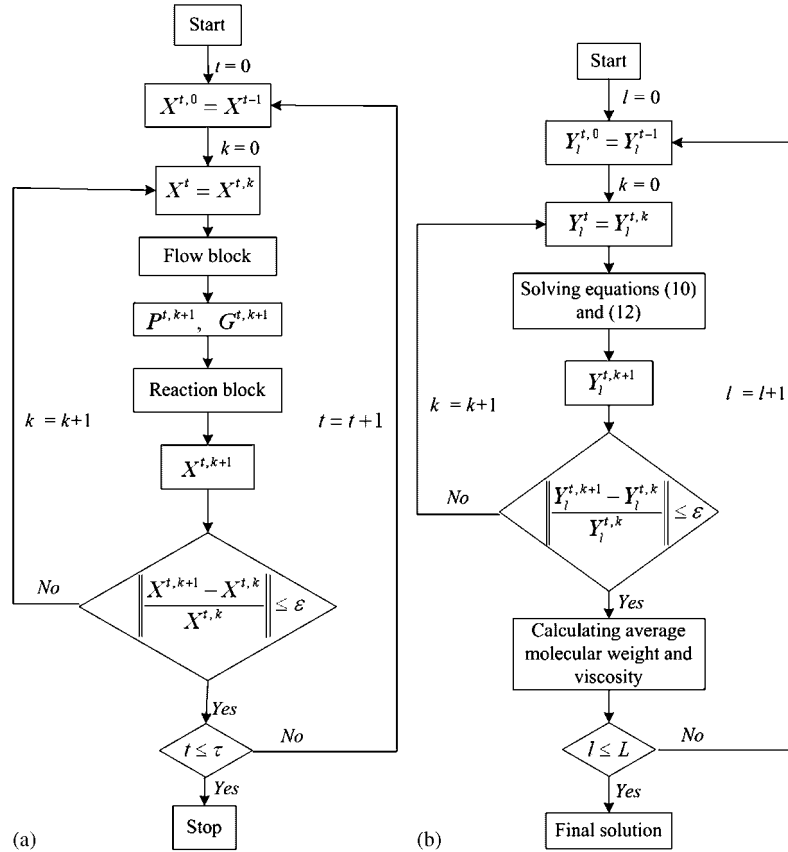 Start
t = 0
X^{t,0} = X^{t-1}
k = 0
X^t = X^{t,k}
Flow block
P^{t,k+1}, G^{t,k+1}
Reaction block
k = k+1
t = t+1
X^{t,k+1}
No
‖(X^{t,k+1} − X^{t,k}) / X^{t,k}‖ ≤ ε
Yes
t ≤ τ
No
Yes
Stop
(a)
Start
l = 0
Y_l^{t,0} = Y_l^{t-1}
k = 0
Y_l^t = Y_l^{t,k}
Solving equations (10)
and (12)
Y_l^{t,k+1}
k = k+1
l = l+1
No
‖(Y_l^{t,k+1} − Y_l^{t,k}) / Y_l^{t,k}‖ ≤ ε
Yes
Calculating average
molecular weight and
viscosity
l ≤ L
No
Yes
Final solution
(b)